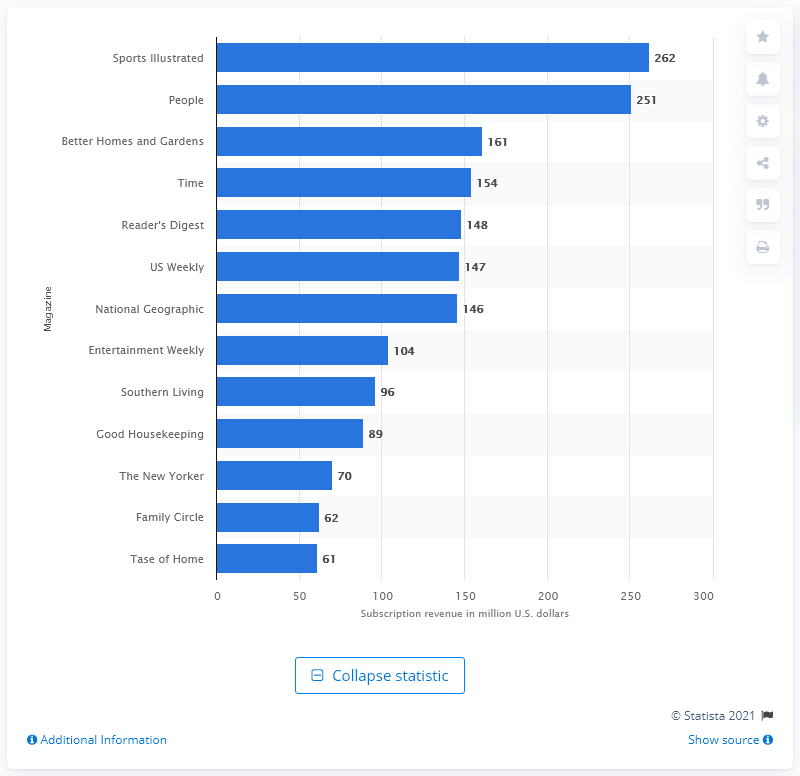 Sports Illustrated 262
People 251
Better Homes and Gardens 161
Time 154
Reader's Digest 148
US Weekly 147
National Geographic 146
Magazine
Entertainment Weekly 104
Southern Living 96
Good Housekeeping 89
The New Yorker 70
Family Circle 62
Tase of Home 61
0 50 100 150 200 250 300
Subscription revenue in million U.S. dollars
Collapse statistic
© Statista 2021
Additional Information Show source